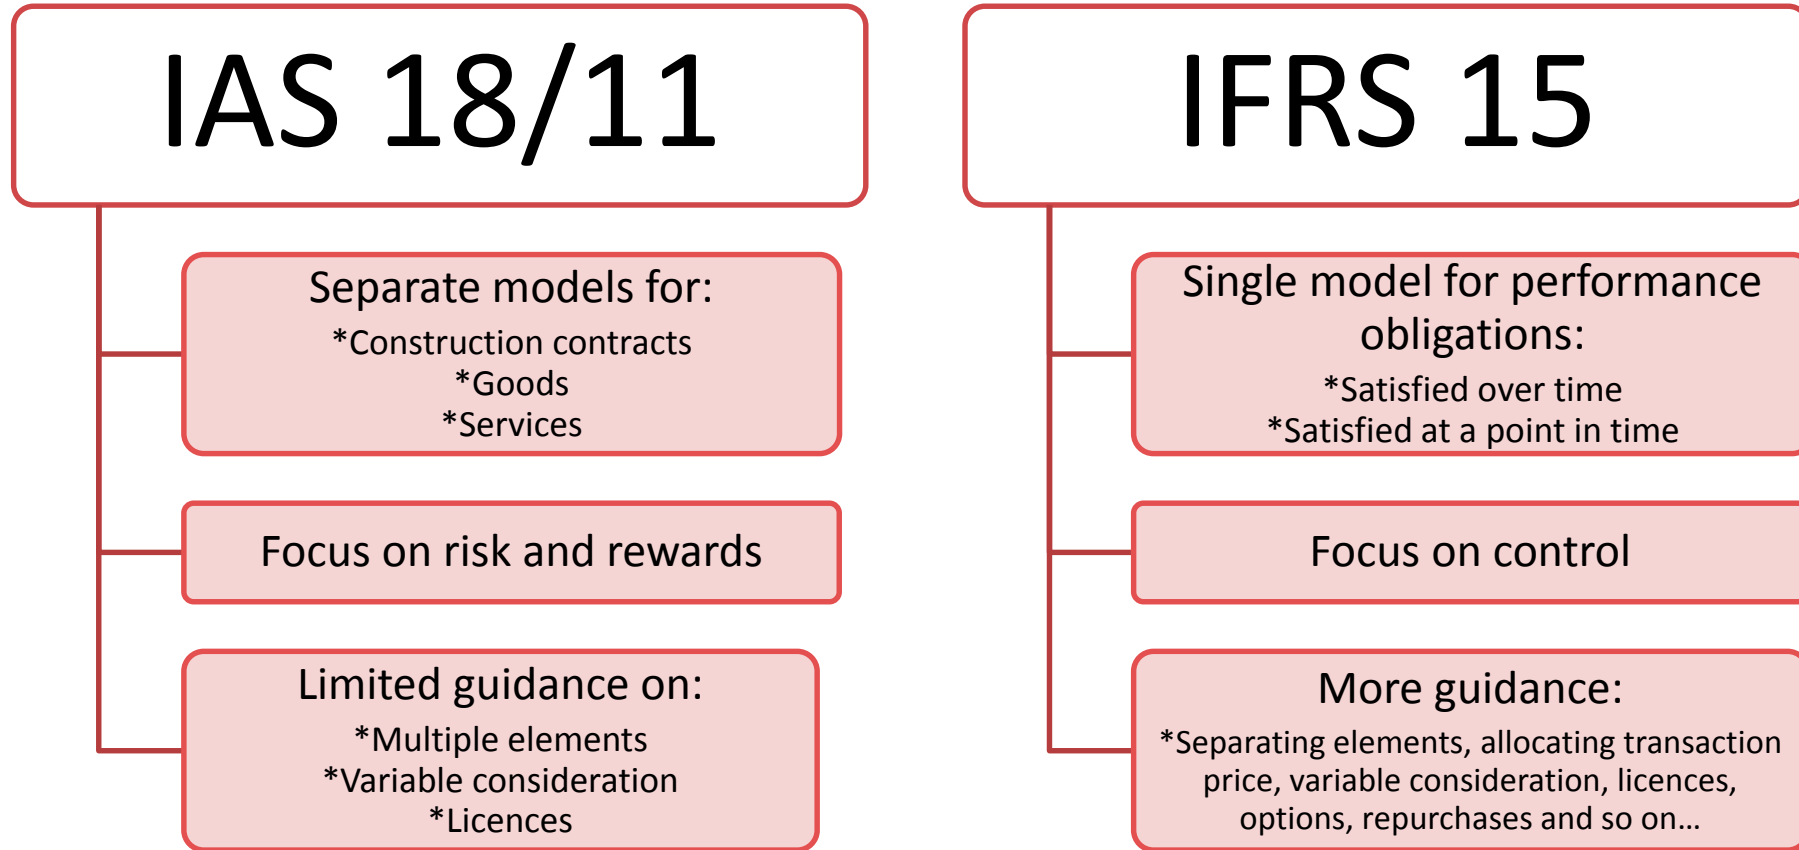 IAS 18/11
Separate models for:
*Construction contracts
*Goods
*Services
Focus on risk and rewards
Limited guidance on:
*Multiple elements
*Variable consideration
*Licences
IFRS 15
Single model for performance
obligations:
*Satisfied over time
*Satisfied at a point in time
Focus on control
More guidance:
*Separating elements, allocating transaction
price, variable consideration, licences,
options, repurchases and so on...